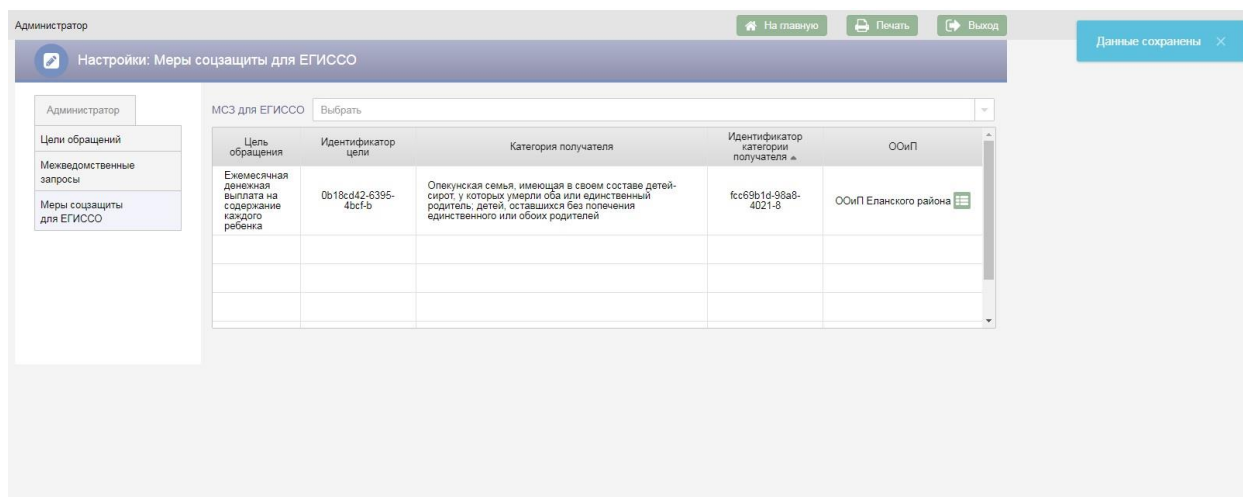 Администратор
На главную
Печать
Выход
Данные сохранены
Настройки: Меры соцзащиты для ЕГИССО
Администратор
Цели обращений
Межведомственные
запросы
Меры соцзащиты
для ЕГИССО
МСЗ для ЕГИССО
Выбрать
Цель
обращения
Идентификатор
цели
Категория получателя
Идентификатор
категории
получателя
ООиП
Ежемесячная
денежная
выплата на
содержание
каждого
ребенка
0b18cd42-6395-
4bcf-b
Опекунская семья, имеющая в своем составе детей-
сирот, у которых умерли оба или единственный
родитель; детей, оставшихся без попечения
единственного или обоих родителей
fcc69b1d-98a8-
4021-8
ООиП Еланского района